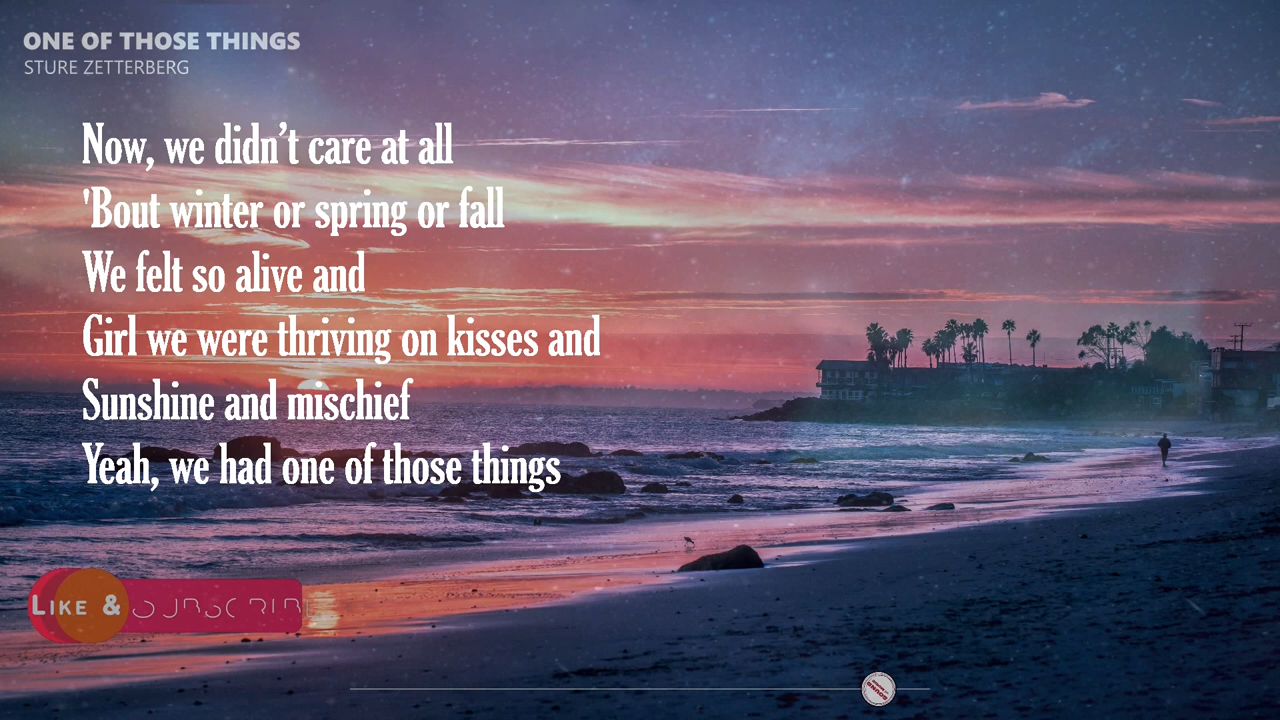 ONE OF THOSE THINGS
STURE ZETTERBERG
Now, we didn’t care at all
'Bout winter or spring or fall
We felt so alive and
Girl we were thriving on kisses and
Sunshine and mischief
Yeah, we had one of those things
LIKE & SUBSCRIBE